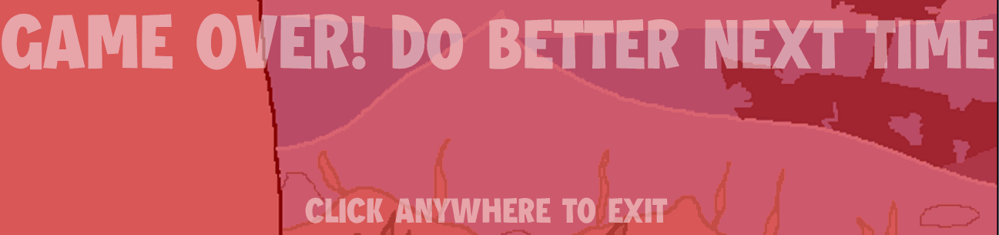 GAME OVER! DO BETTER NEXT TIME
CLICK ANYWHERE TO EXIT